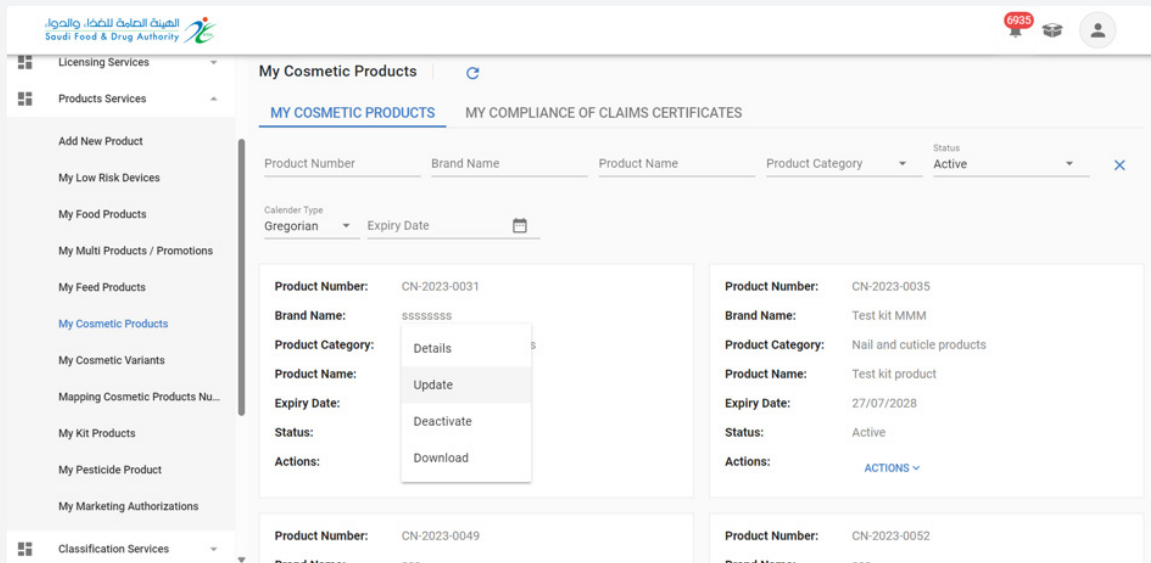 الهيئة العامة للغذاء والدواء
Saudi Food & Drug Authority
6935
Licensing Services
Products Services
Add New Product
My Low Risk Devices
My Food Products
My Multi Products / Promotions
My Feed Products
My Cosmetic Products
My Cosmetic Variants
Mapping Cosmetic Products Nu...
My Kit Products
My Pesticide Product
My Marketing Authorizations
Classification Services
My Cosmetic Products
MY COSMETIC PRODUCTS MY COMPLIANCE OF CLAIMS CERTIFICATES
Product Number Brand Name Product Name Product Category Status Active
Calender Type
Gregorian Expiry Date
Product Number: CN-2023-0031
Brand Name: ssssssss
Product Category: s
Product Name:
Expiry Date:
Status:
Actions:
Details
Update
Deactivate
Download
Product Number: CN-2023-0035
Brand Name: Test kit MMM
Product Category: Nail and cuticle products
Product Name: Test kit product
Expiry Date: 27/07/2028
Status: Active
Actions: ACTIONS
Product Number: CN-2023-0049
Product Number: CN-2023-0052